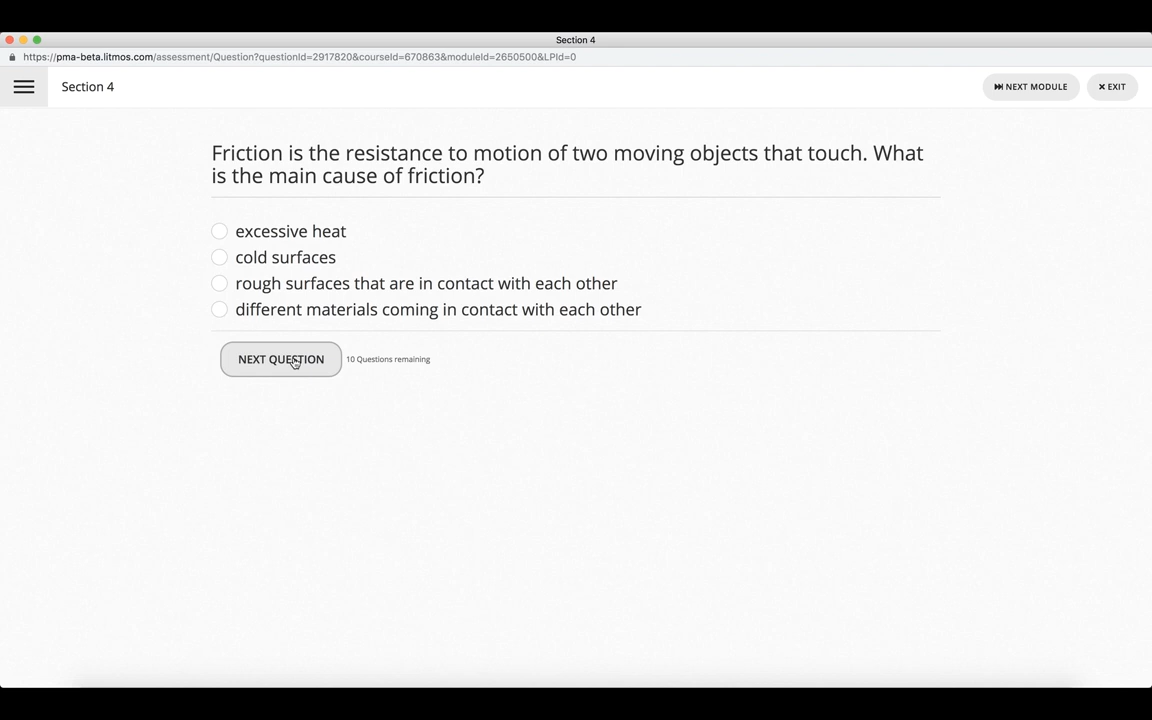 Section 4
https://pma-beta.litmos.com/assessment/Question?questionId=2917820&courseId=670863&moduleId=2650500&LPId=0
Section 4
NEXT MODULE
EXIT
Friction is the resistance to motion of two moving objects that touch. What
is the main cause of friction?
excessive heat
cold surfaces
rough surfaces that are in contact with each other
different materials coming in contact with each other
NEXT QUESTION
10 Questions remaining